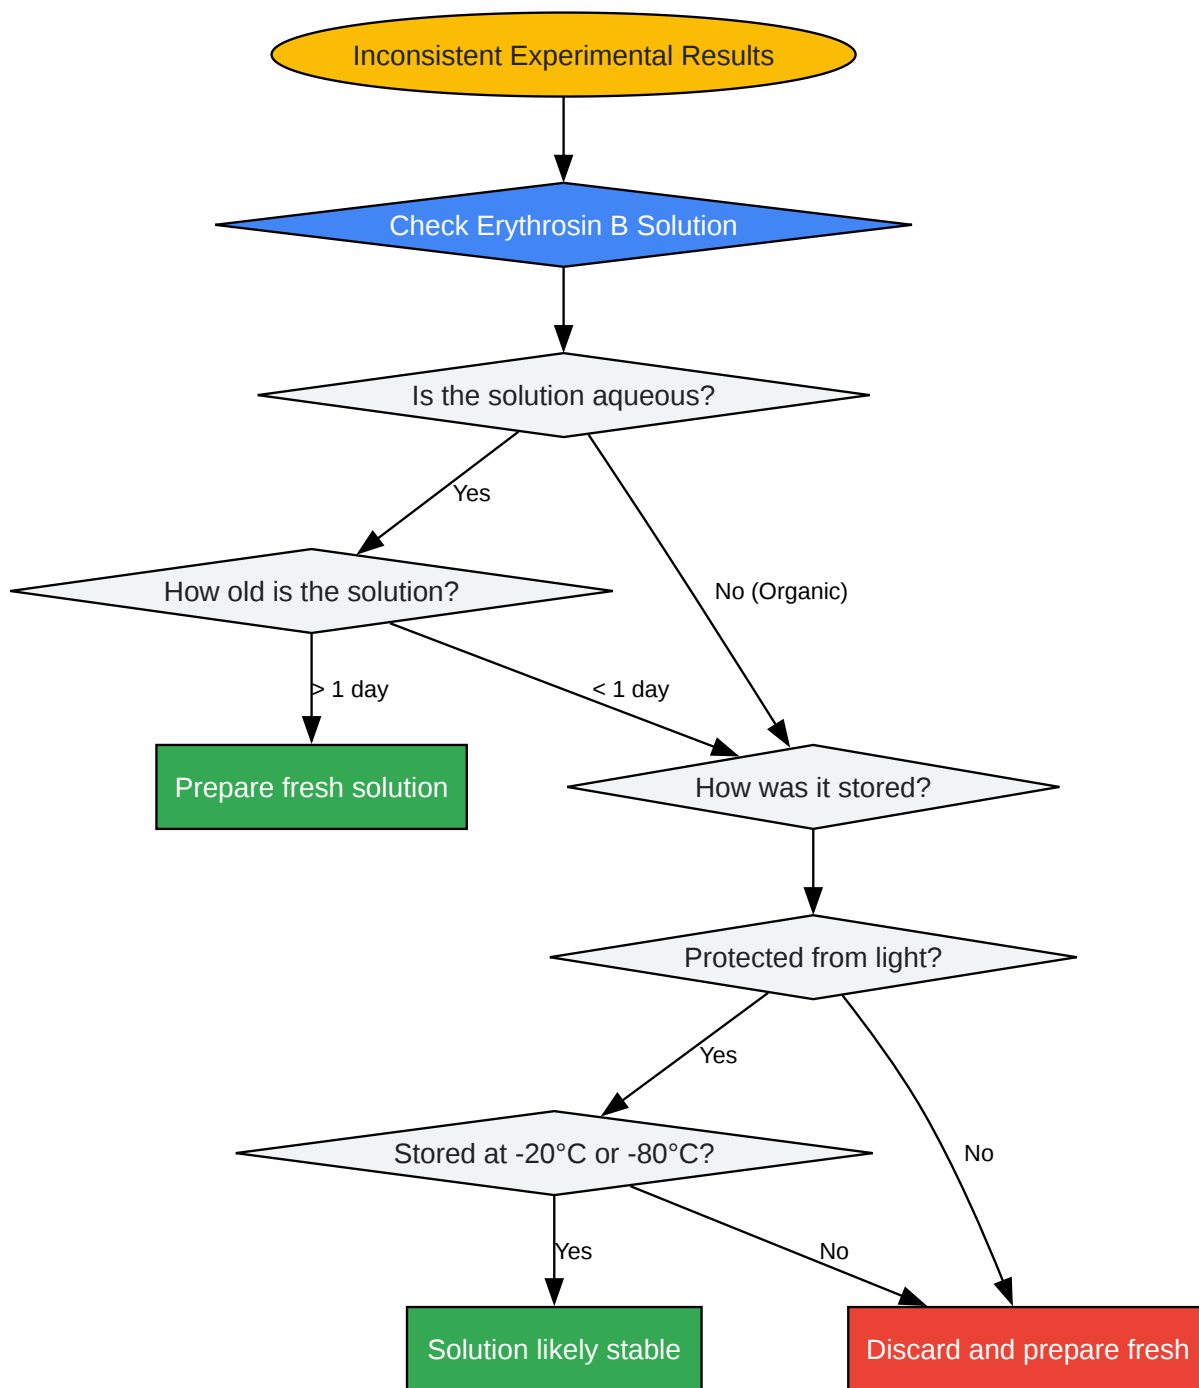 Inconsistent Experimental Results
Check Erythrosin B Solution
Is the solution aqueous?
Yes
How old is the solution?
No (Organic)
> 1 day
< 1 day
Prepare fresh solution
How was it stored?
Protected from light?
Yes
Stored at -20°C or -80°C?
No
Yes
No
Solution likely stable
Discard and prepare fresh